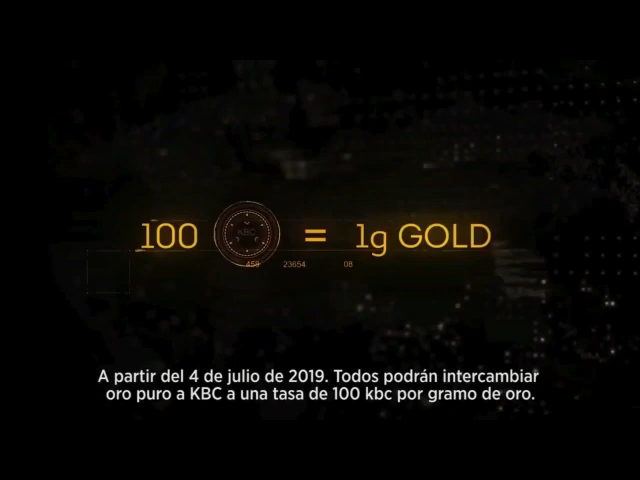 100 KBC = 1g GOLD
458 23654 08
A partir del 4 de julio de 2019. Todos podrán intercambiar
oro puro a KBC a una tasa de 100 kbc por gramo de oro.